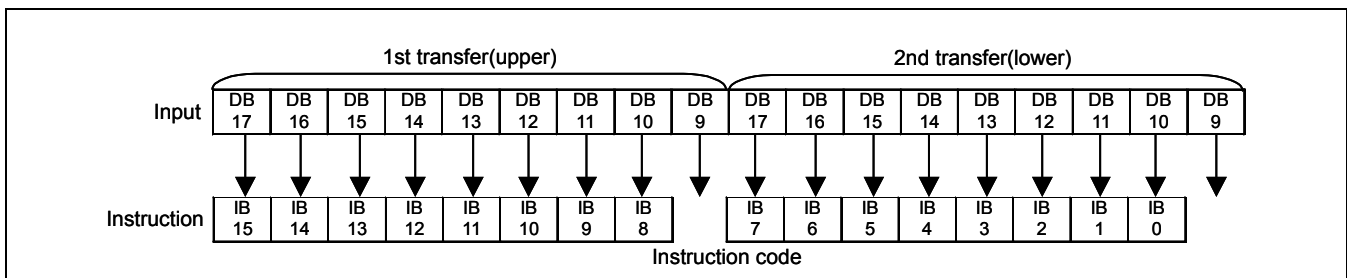 1st transfer(upper) 2nd transfer(lower)
Input DB 17 DB 16 DB 15 DB 14 DB 13 DB 12 DB 11 DB 10 DB 9 DB 17 DB 16 DB 15 DB 14 DB 13 DB 12 DB 11 DB 10 DB 9
Instruction IB 15 IB 14 IB 13 IB 12 IB 11 IB 10 IB 9 IB 8 IB 7 IB 6 IB 5 IB 4 IB 3 IB 2 IB 1 IB 0
Instruction code